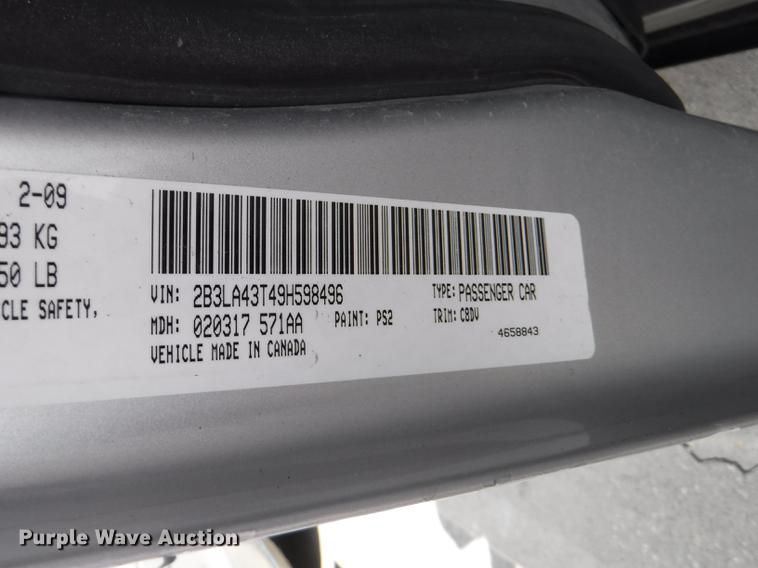 2-09
93 KG
50 LB
CLE SAFETY,
VIN: 2B3LA43T49H598496 TYPE: PASSENGER CAR
MDH: 020317 571AA PAINT: PS2 TRIM: C8DV
VEHICLE MADE IN CANADA 4658843
Purple Wave Auction®